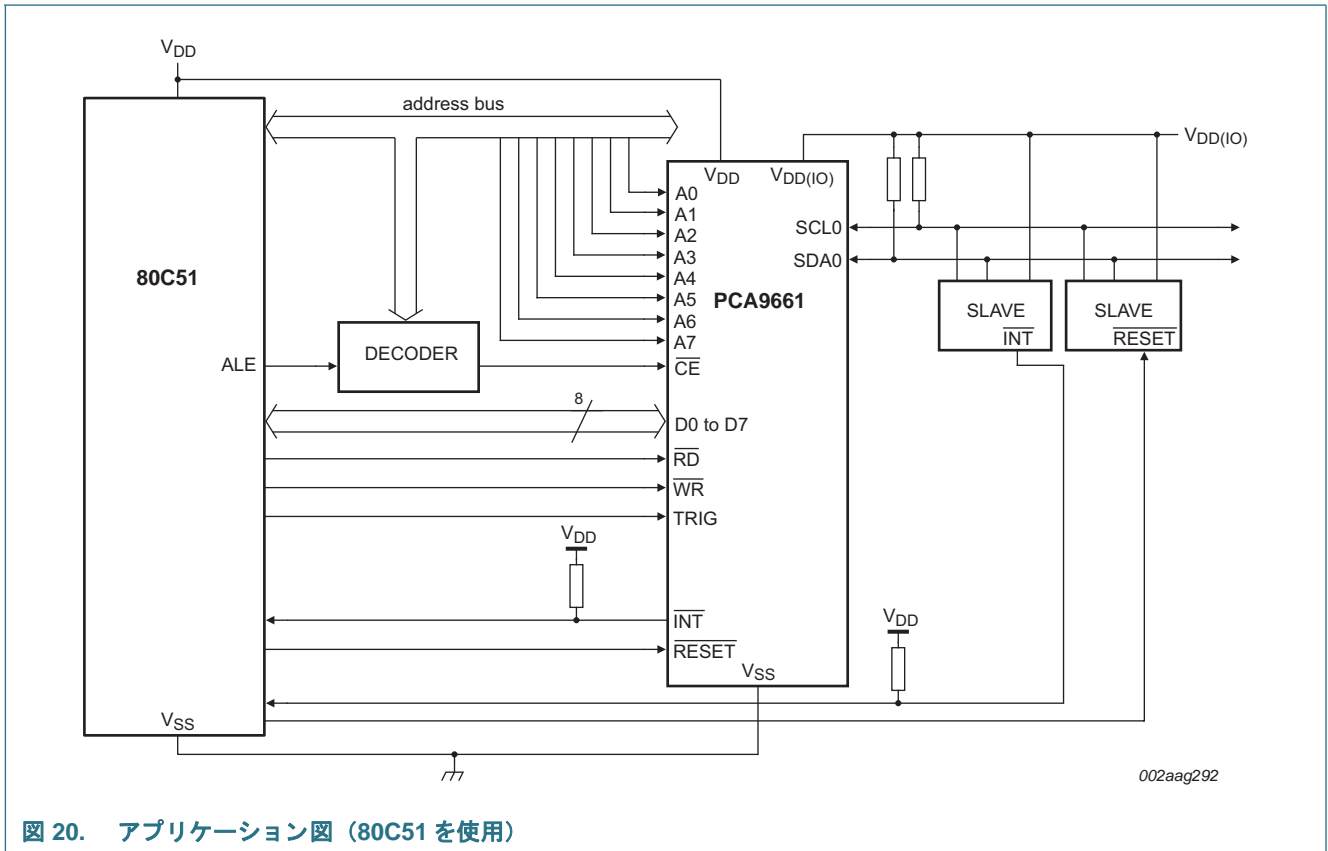 VDD
address bus
80C51
ALE
DECODER
VDD
VDD(IO)
A0
A1
A2
A3
A4
A5
A6
A7
CE
PCA9661
SCL0
SDA0
VDD(IO)
SLAVE
INT
SLAVE
RESET
8
D0 to D7
RD
WR
TRIG
VDD
INT
RESET
VSS
VDD
VSS
002aag292
図 20. アプリケーション図（80C51 を使用）